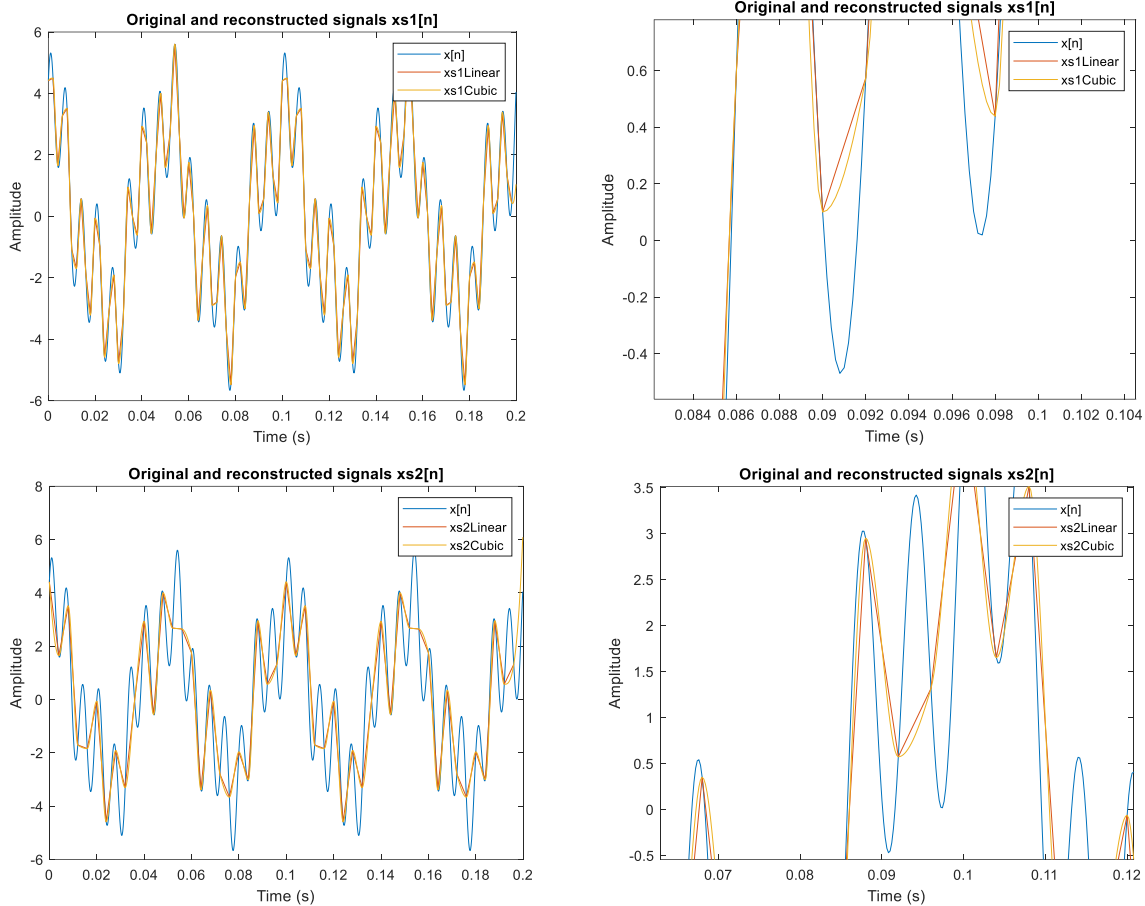 Original and reconstructed signals xs1[n]
6
4
2
0
-2
-4
-6
Amplitude
0 0.02 0.04 0.06 0.08 0.1 0.12 0.14 0.16 0.18 0.2
Time (s)
x[n]
xs1Linear
xs1Cubic
Original and reconstructed signals xs1[n]
0.6
0.4
0.2
0
-0.2
-0.4
Amplitude
0.084 0.086 0.088 0.09 0.092 0.094 0.096 0.098 0.1 0.102 0.104
Time (s)
x[n]
xs1Linear
xs1Cubic
Original and reconstructed signals xs2[n]
8
6
4
2
0
-2
-4
-6
Amplitude
0 0.02 0.04 0.06 0.08 0.1 0.12 0.14 0.16 0.18 0.2
Time (s)
x[n]
xs2Linear
xs2Cubic
Original and reconstructed signals xs2[n]
3.5
3
2.5
2
1.5
1
0.5
0
-0.5
Amplitude
0.07 0.08 0.09 0.1 0.11 0.12
Time (s)
x[n]
xs2Linear
xs2Cubic